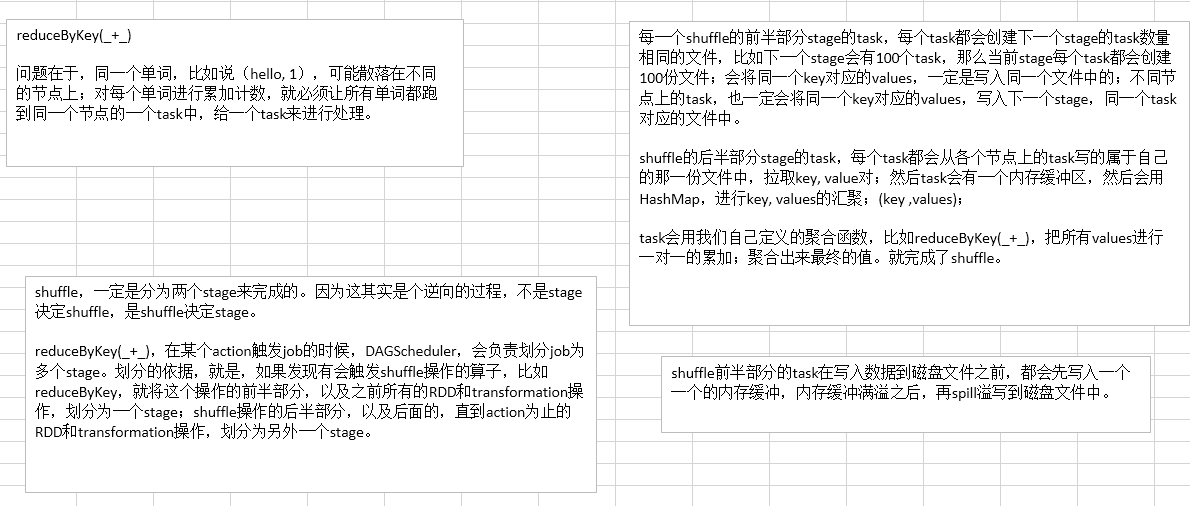 reduceByKey(_+_)
问题在于，同一个单词，比如说（hello, 1），可能散落在不同
的节点上；对每个单词进行累加计数，就必须让所有单词都跑
到同一个节点的一个task中，给一个task来进行处理。
shuffle，一定是分为两个stage来完成的。因为这其实是个逆向的过程，不是stage
决定shuffle，是shuffle决定stage。
reduceByKey(_+_)，在某个action触发job的时候，DAGScheduler，会负责划分job为
多个stage。划分的依据，就是，如果发现有会触发shuffle操作的算子，比如
reduceByKey，就将这个操作的前半部分，以及之前所有的RDD和transformation操
作，划分为一个stage；shuffle操作的后半部分，以及后面的，直到action为止的
RDD和transformation操作，划分为另外一个stage。
每一个shuffle的前半部分stage的task，每个task都会创建下一个stage的task数量
相同的文件，比如下一个stage会有100个task，那么当前stage每个task都会创建
100份文件；会将同一个key对应的values，一定是写入同一个文件中的；不同
节点上的task，也一定会将同一个key对应的values，写入下一个stage，同一个task
对应的文件中。
shuffle的后半部分stage的task，每个task都会从各个节点上的task写的属于自己
的那一份文件中，拉取key, value对；然后task会有一个内存缓冲区，然后会用
HashMap，进行key, values的汇聚；(key ,values)；
task会用我们自己定义的聚合函数，比如reduceByKey(_+_)，把所有values进行
一对一的累加；聚合出来最终的值。就完成了shuffle。
shuffle前半部分的task在写入数据到磁盘文件之前，都会先写入一个
一个的内存缓冲，内存缓冲满溢之后，再spill溢写到磁盘文件中。